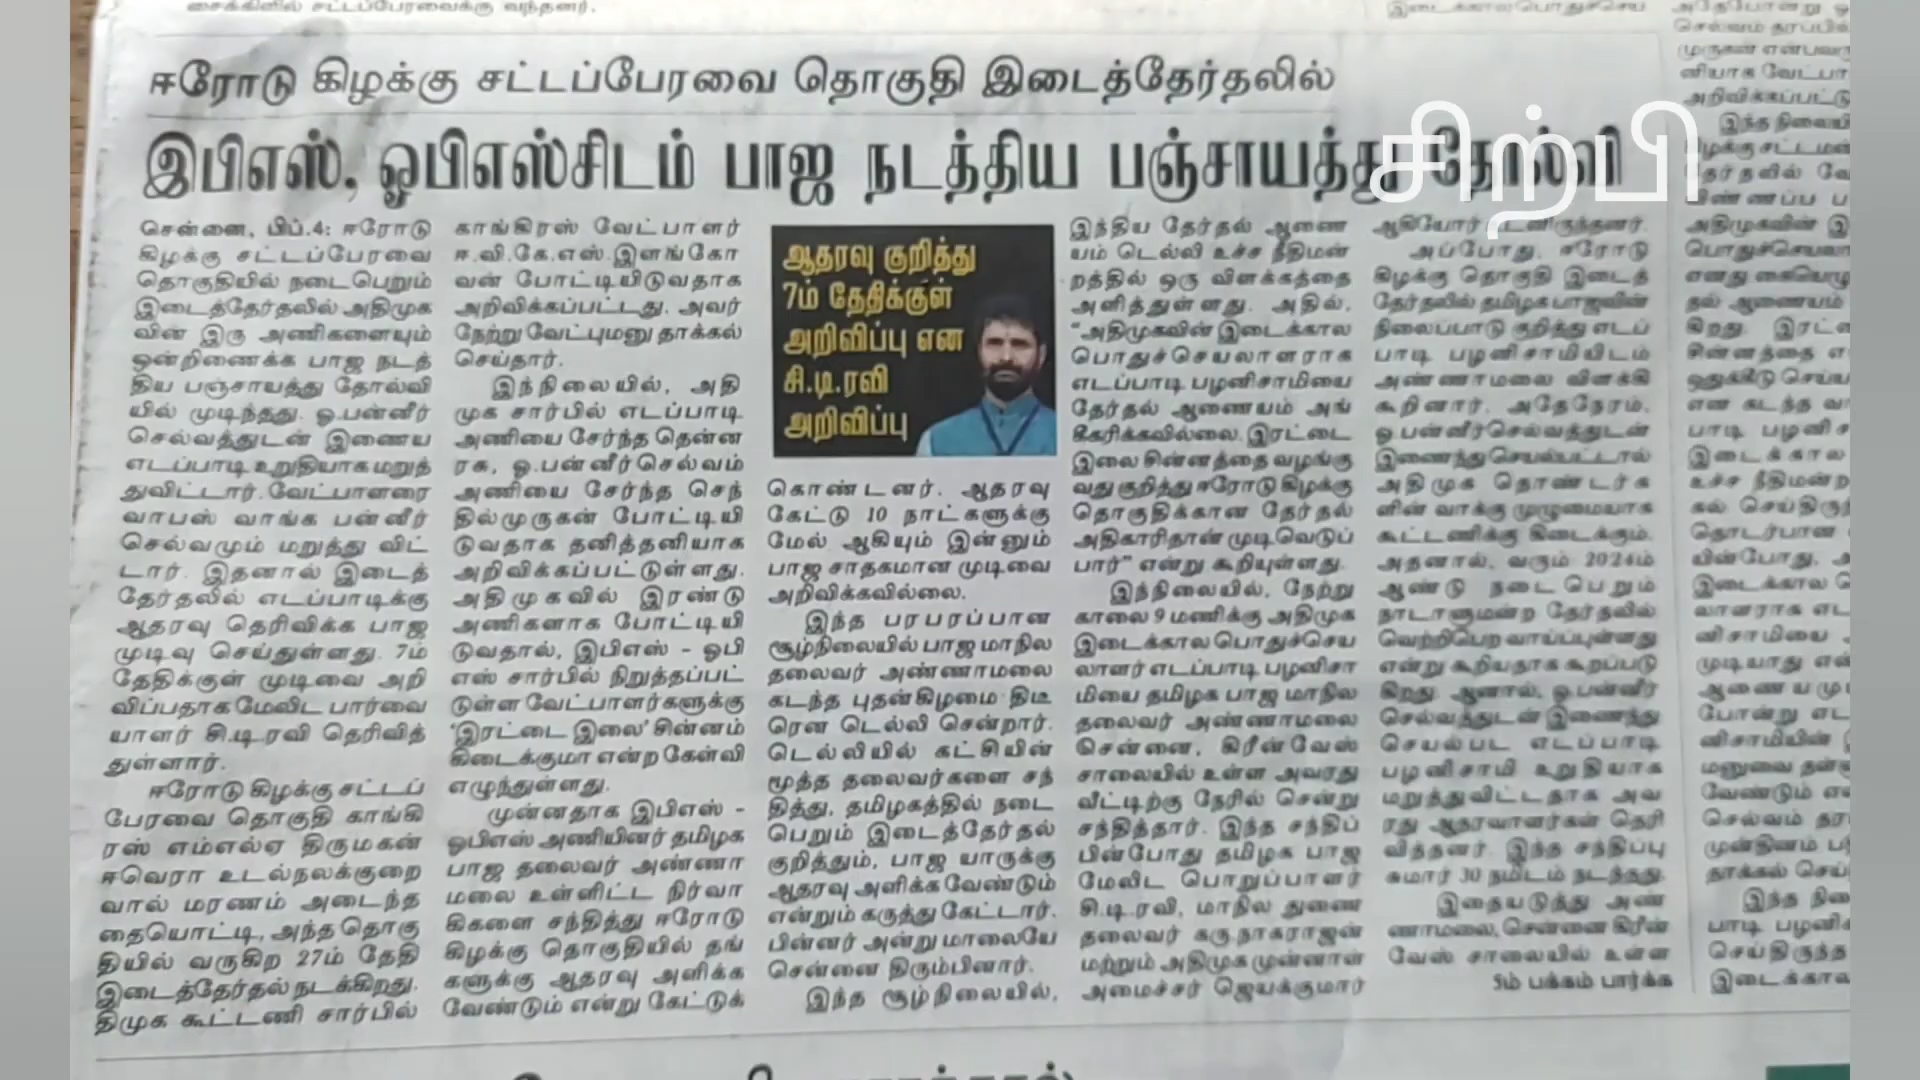 சைக்கிளில் சட்டப்பேரவைக்கு வந்தனர்.
ஈரோடு கிழக்கு சட்டப்பேரவை தொகுதி இடைத்தேர்தலில்
இபிஎஸ், ஓபிஎஸ்சிடம் பாஜ நடத்திய பஞ்சாயத்து தோல்வி
சிற்பி
சென்னை, பிப்.4: ஈரோடு
கிழக்கு சட்டப்பேரவை
தொகுதியில் நடைபெறும்
இடைத்தேர்தலில் அதிமுக
வின் இரு அணிகளையும்
ஒன்றிணைக்க பாஜ நடத்
திய பஞ்சாயத்து தோல்வி
யில் முடிந்தது. ஓ.பன்னீர்
செல்வத்துடன் இணைய
எடப்பாடி உறுதியாக மறுத்
துவிட்டார். வேட்பாளரை
வாபஸ் வாங்க பன்னீர்
செல்வமும் மறுத்து விட்
டார். இதனால் இடைத்
தேர்தலில் எடப்பாடிக்கு
ஆதரவு தெரிவிக்க பாஜ
முடிவு செய்துள்ளது. 7ம்
தேதிக்குள் முடிவை அறி
விப்பதாக மேலிட பார்வை
யாளர் சி.டி.ரவி தெரிவித்
துள்ளார்.
ஈரோடு கிழக்கு சட்டப்
பேரவை தொகுதி காங்கி
ரஸ் எம்எல்ஏ திருமகன்
ஈவெரா உடல்நலக்குறை
வால் மரணம் அடைந்த
தையொட்டி, அந்த தொகு
தியில் வருகிற 27ம் தேதி
இடைத்தேர்தல் நடக்கிறது.
திமுக கூட்டணி சார்பில்
காங்கிரஸ் வேட்பாளர்
ஈ.வி.கே.எஸ்.இளங்கோ
வன் போட்டியிடுவதாக
அறிவிக்கப்பட்டது. அவர்
நேற்று வேட்புமனு தாக்கல்
செய்தார்.
இந்நிலையில், அதி
முக சார்பில் எடப்பாடி
அணியை சேர்ந்த தென்ன
ரசு, ஓ.பன்னீர்செல்வம்
அணியை சேர்ந்த செந்
தில்முருகன் போட்டியி
டுவதாக தனித்தனியாக
அறிவிக்கப்பட்டுள்ளது.
அதிமுகவில் இரண்டு
அணிகளாக போட்டியி
டுவதால், இபிஎஸ் - ஓபி
எஸ் சார்பில் நிறுத்தப்பட்
டுள்ள வேட்பாளர்களுக்கு
'இரட்டை இலை' சின்னம்
கிடைக்குமா என்ற கேள்வி
எழுந்துள்ளது.
முன்னதாக இபிஎஸ் -
ஓபிஎஸ் அணியினர் தமிழக
பாஜ தலைவர் அண்ணா
மலை உள்ளிட்ட நிர்வா
கிகளை சந்தித்து ஈரோடு
கிழக்கு தொகுதியில் தங்
களுக்கு ஆதரவு அளிக்க
வேண்டும் என்று கேட்டுக்
ஆதரவு குறித்து
7ம் தேதிக்குள்
அறிவிப்பு என
சி.டி.ரவி
அறிவிப்பு
கொண்டனர். ஆதரவு
கேட்டு 10 நாட்களுக்கு
மேல் ஆகியும் இன்னும்
பாஜ சாதகமான முடிவை
அறிவிக்கவில்லை.
இந்த பரபரப்பான
சூழ்நிலையில் பாஜ மாநில
தலைவர் அண்ணாமலை
கடந்த புதன்கிழமை திடீ
ரென டெல்லி சென்றார்.
டெல்லியில் கட்சியின்
மூத்த தலைவர்களை சந்
தித்து, தமிழகத்தில் நடை
பெறும் இடைத்தேர்தல்
குறித்தும், பாஜ யாருக்கு
ஆதரவு அளிக்க வேண்டும்
என்றும் கருத்து கேட்டார்.
பின்னர் அன்று மாலையே
சென்னை திரும்பினார்.
இந்த சூழ்நிலையில்,
இந்திய தேர்தல் ஆணை
யம் டெல்லி உச்ச நீதிமன்
றத்தில் ஒரு விளக்கத்தை
அளித்துள்ளது. அதில்,
"அதிமுகவின் இடைக்கால
பொதுச்செயலாளராக
எடப்பாடி பழனிசாமியை
தேர்தல் ஆணையம் அங்
கீகரிக்கவில்லை. இரட்டை
இலை சின்னத்தை வழங்கு
வது குறித்து ஈரோடு கிழக்கு
தொகுதிக்கான தேர்தல்
அதிகாரிதான் முடிவெடுப்
பார்" என்று கூறியுள்ளது.
இந்நிலையில், நேற்று
காலை 9 மணிக்கு அதிமுக
இடைக்கால பொதுச்செய
லாளர் எடப்பாடி பழனிசா
மியை தமிழக பாஜ மாநில
தலைவர் அண்ணாமலை
சென்னை, கிரீன்வேஸ்
சாலையில் உள்ள அவரது
வீட்டிற்கு நேரில் சென்று
சந்தித்தார். இந்த சந்திப்
பின்போது தமிழக பாஜ
மேலிட பொறுப்பாளர்
சி.டி.ரவி, மாநில துணை
தலைவர் கரு.நாகராஜன்
மற்றும் அதிமுக முன்னாள்
அமைச்சர் ஜெயக்குமார்
ஆகியோர் உடனிருந்தனர்.
அப்போது, ஈரோடு
கிழக்கு தொகுதி இடைத்
தேர்தலில் தமிழக பாஜவின்
நிலைப்பாடு குறித்து எடப்
பாடி பழனிசாமியிடம்
அண்ணாமலை விளக்கி
கூறினார். அதேநேரம்,
ஓ.பன்னீர்செல்வத்துடன்
இணைந்து செயல்பட்டால்
அதிமுக தொண்டர்க
ளின் வாக்கு முழுமையாக
கூட்டணிக்கு கிடைக்கும்.
அதனால், வரும் 2024ம்
ஆண்டு நடைபெறும்
நாடாளுமன்ற தேர்தலில்
வெற்றிபெற வாய்ப்புள்ளது
என்று கூறியதாக கூறப்படு
கிறது. ஆனால், ஓ.பன்னீர்
செல்வத்துடன் இணைந்து
செயல்பட எடப்பாடி
பழனிசாமி உறுதியாக
மறுத்துவிட்டதாக அவ
ரது ஆதரவாளர்கள் தெரி
வித்தனர். இந்த சந்திப்பு
சுமார் 30 நிமிடம் நடந்தது.
இதையடுத்து அண்
ணாமலை, சென்னை கிரீன்
வேஸ் சாலையில் உள்ள
5ம் பக்கம் பார்க்க